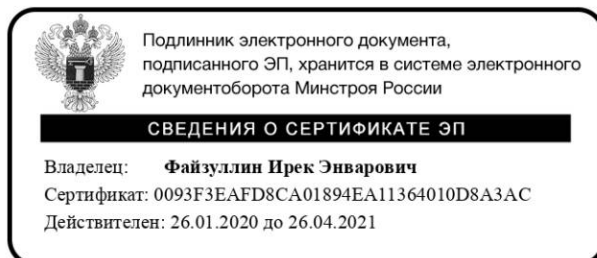 Подлинник электронного документа,
подписанного ЭП, хранится в системе электронного
документоборота Минстроя России
СВЕДЕНИЯ О СЕРТИФИКАТЕ ЭП
Владелец: Файзуллин Ирек Энварович
Сертификат: 0093F3EAFD8CA01894EA11364010D8A3AC
Действителен: 26.01.2020 до 26.04.2021